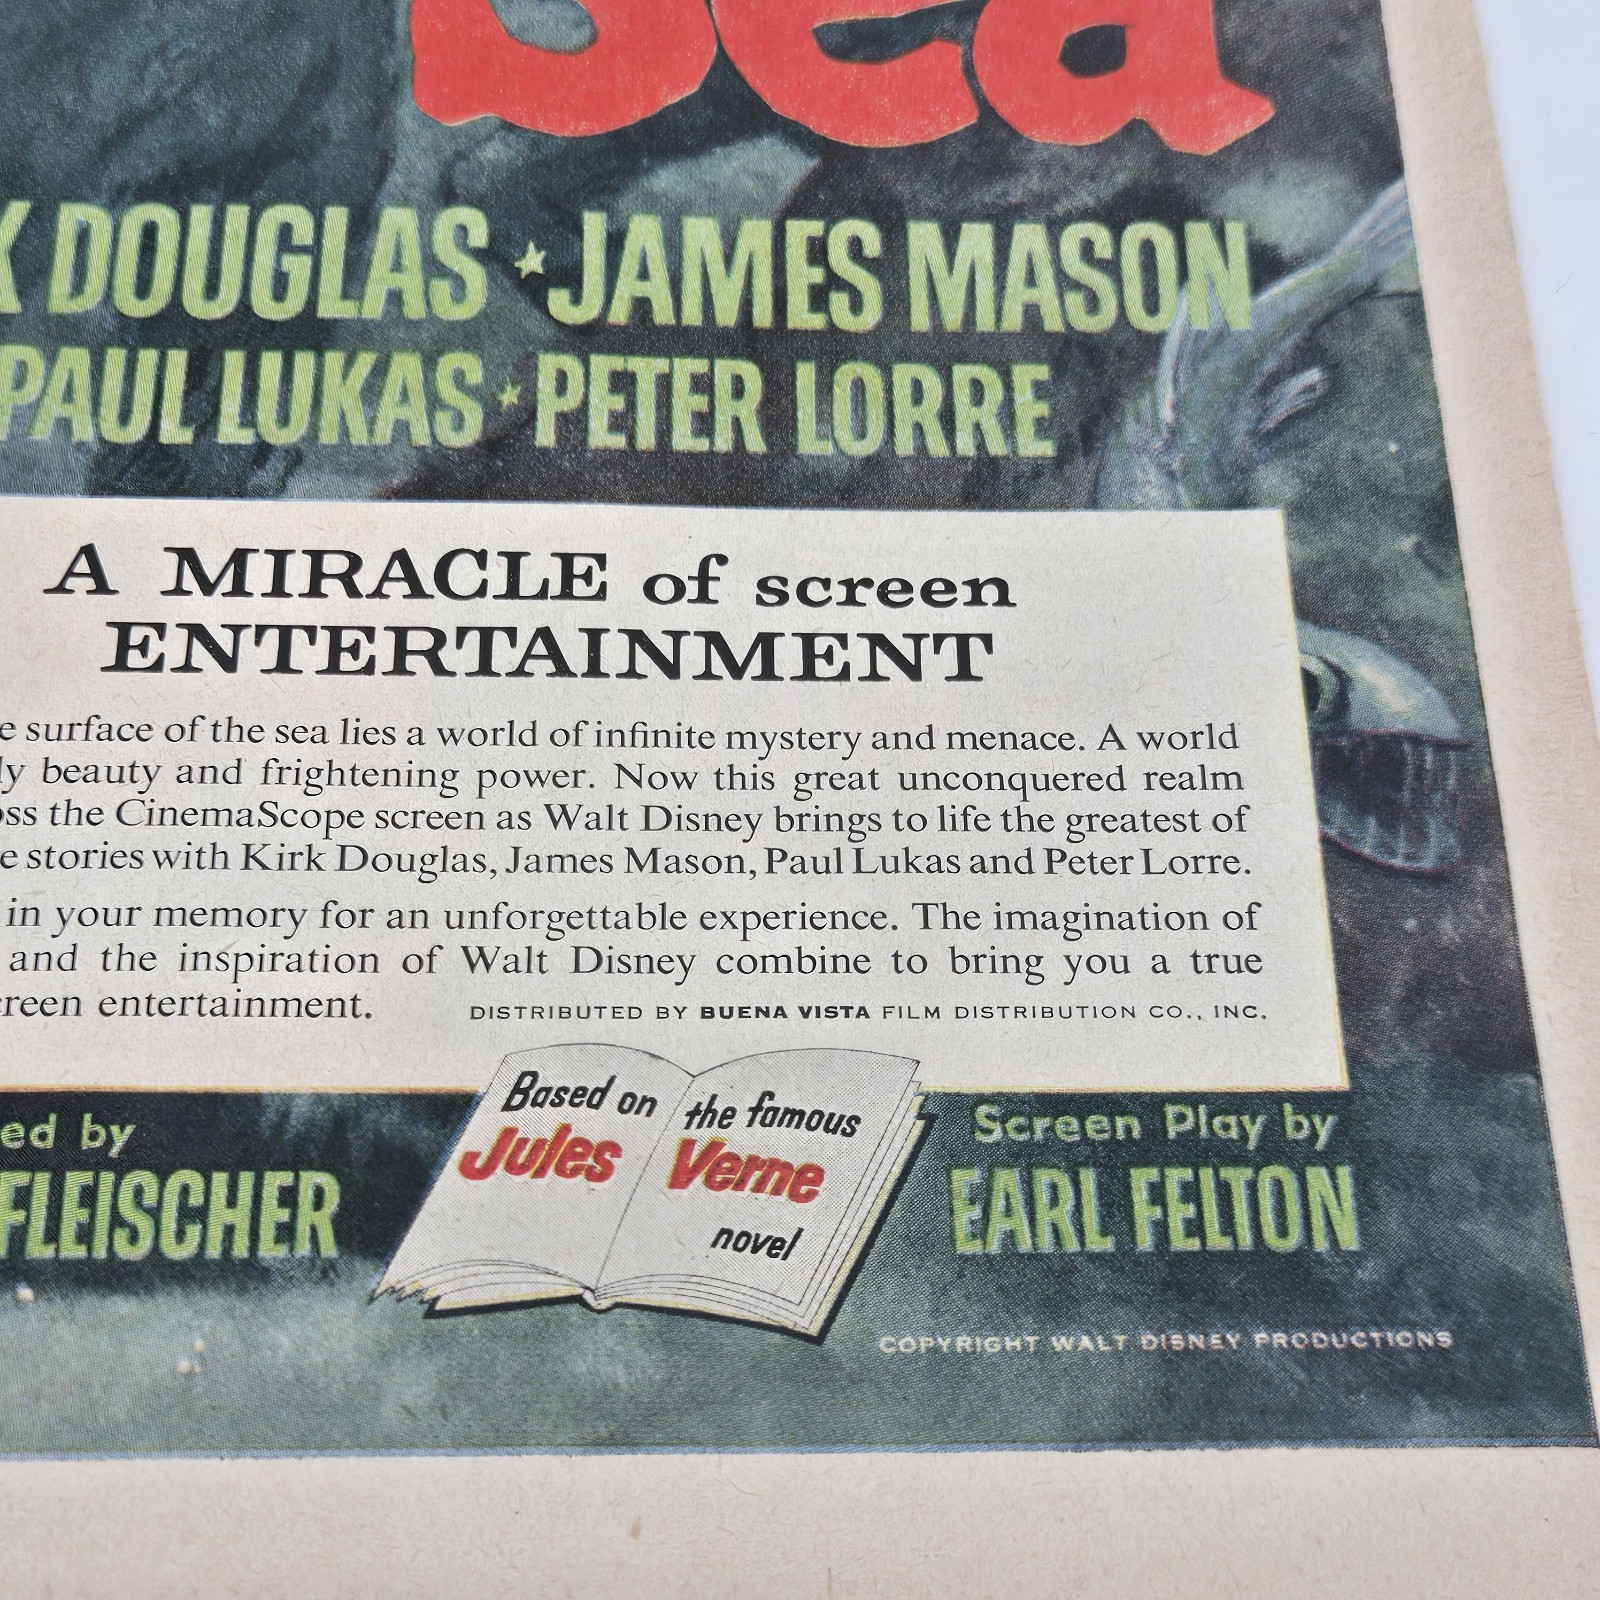 Sea
K DOUGLAS ★ JAMES MASON
PAUL LUKAS ★ PETER LORRE
A MIRACLE of screen
ENTERTAINMENT
e surface of the sea lies a world of infinite mystery and menace. A world
ly beauty and frightening power. Now this great unconquered realm
oss the CinemaScope screen as Walt Disney brings to life the greatest of
e stories with Kirk Douglas, James Mason, Paul Lukas and Peter Lorre.
in your memory for an unforgettable experience. The imagination of
and the inspiration of Walt Disney combine to bring you a true
creen entertainment.
DISTRIBUTED BY BUENA VISTA FILM DISTRIBUTION CO., INC.
ed by
FLEISCHER
Based on the famous
Jules Verne
novel
Screen Play by
EARL FELTON
COPYRIGHT WALT DISNEY PRODUCTIONS